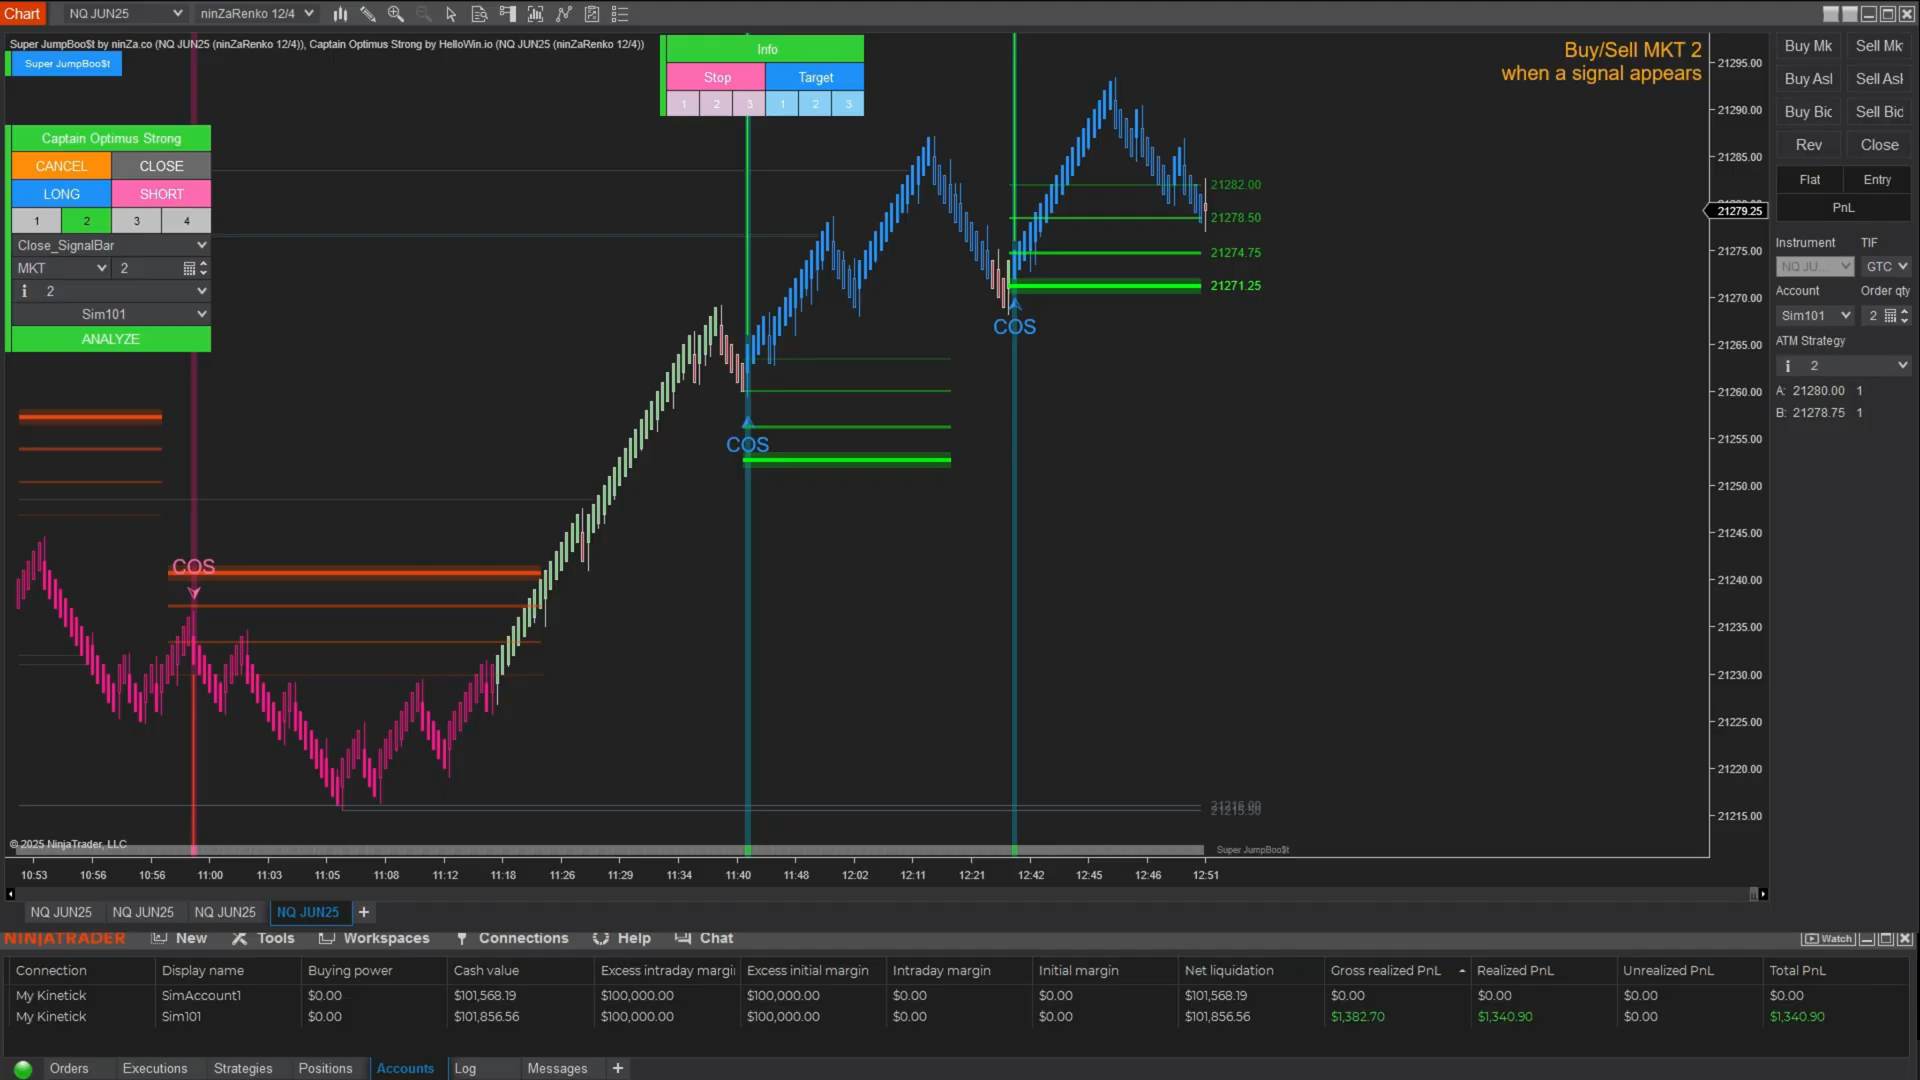 Chart NQ JUN25 ninZaRenko 12/4
Super JumpBoo$t by ninZa.co (NQ JUN25 (ninZaRenko 12/4)), Captain Optimus Strong by HelloWin.io (NQ JUN25 (ninZaRenko 12/4))
Super JumpBoo$t
Info
Stop Target
1 2 3 1 2 3
Buy/Sell MKT 2
when a signal appears
Captain Optimus Strong
CANCEL CLOSE
LONG SHORT
1 2 3 4
Close_SignalBar
MKT 2
i 2
Sim101
ANALYZE
COS
COS
COS
21282.00
21278.50
21274.75
21271.25
21215.50
21295.00
21290.00
21285.00
21279.25
21275.00
21270.00
21265.00
21260.00
21255.00
21250.00
21245.00
21240.00
21235.00
21230.00
21225.00
21220.00
21215.00
Buy Mk Sell Mk
Buy Asl Sell Asl
Buy Bic Sell Bic
Rev Close
Flat Entry
PnL
Instrument TIF
NQ JU... GTC
Account Order qty
Sim101 2
ATM Strategy
i 2
A: 21280.00 1
B: 21278.75 1
© 2025 NinjaTrader, LLC
Super JumpBoo$t
10:53 10:56 10:56 11:00 11:03 11:05 11:08 11:12 11:18 11:26 11:29 11:34 11:40 11:48 12:02 12:11 12:21 12:42 12:45 12:46 12:51
NQ JUN25 NQ JUN25 NQ JUN25 NQ JUN25 +
NINJATRADER New Tools Workspaces Connections Help Chat Watch
Connection Display name Buying power Cash value Excess intraday margi Excess initial margin Intraday margin Initial margin Net liquidation Gross realized PnL Realized PnL Unrealized PnL Total PnL
My Kinetick SimAccount1 $0.00 $101,568.19 $100,000.00 $100,000.00 $0.00 $0.00 $101,568.19 $0.00 $0.00 $0.00 $0.00
My Kinetick Sim101 $0.00 $101,856.56 $100,000.00 $100,000.00 $0.00 $0.00 $101,856.56 $1,382.70 $1,340.90 $0.00 $1,340.90
Orders Executions Strategies Positions Accounts Log Messages +